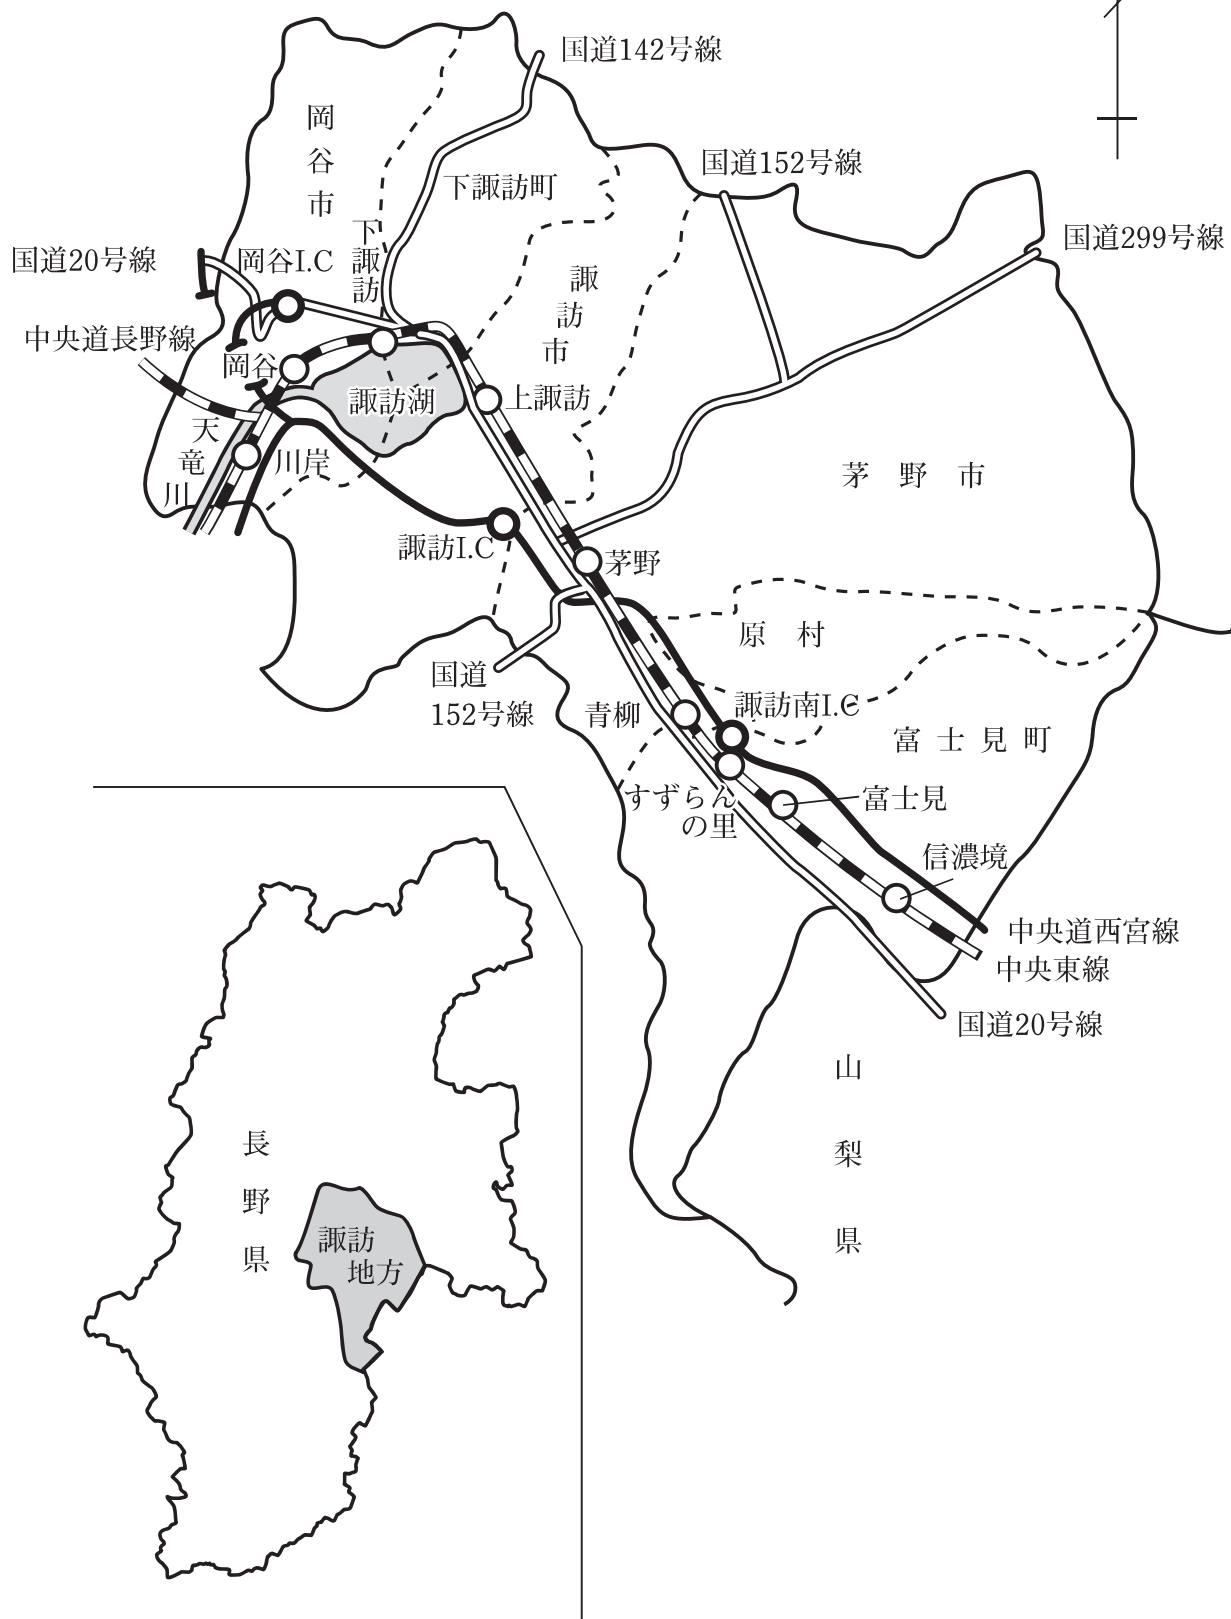 国道142号線
岡谷市
国道152号線
下諏訪町
国道299号線
下諏訪
国道20号線
岡谷I.C
諏訪市
中央道長野線
岡谷
諏訪湖
上諏訪
天竜川
川岸
茅野市
諏訪I.C
茅野
原村
国道
152号線
青柳
諏訪南I.C
富士見町
すずらん
の里
富士見
信濃境
中央道西宮線
中央東線
国道20号線
山梨県
長野県
諏訪
地方